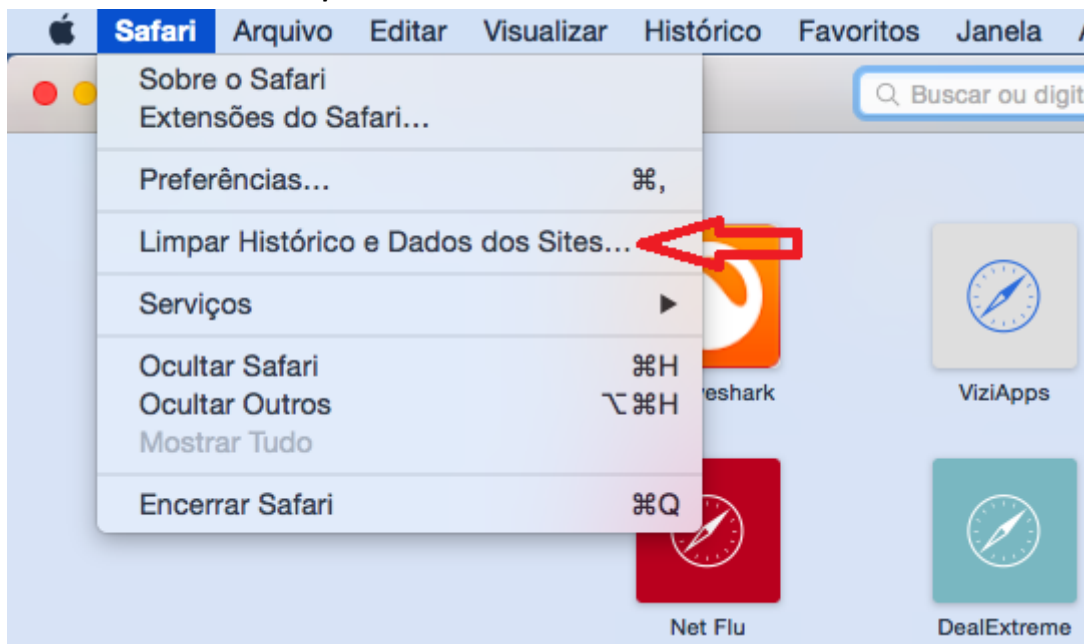 Safari Arquivo Editar Visualizar Histórico Favoritos Janela
Buscar ou digit
Sobre o Safari
Extensões do Safari...
Preferências... ⌘,
Limpar Histórico e Dados dos Sites...
Serviços ▶
Ocultar Safari ⌘H
Ocultar Outros ⌥⌘H
Mostrar Tudo
Encerrar Safari ⌘Q
eshark
ViziApps
Net Flu
DealExtreme